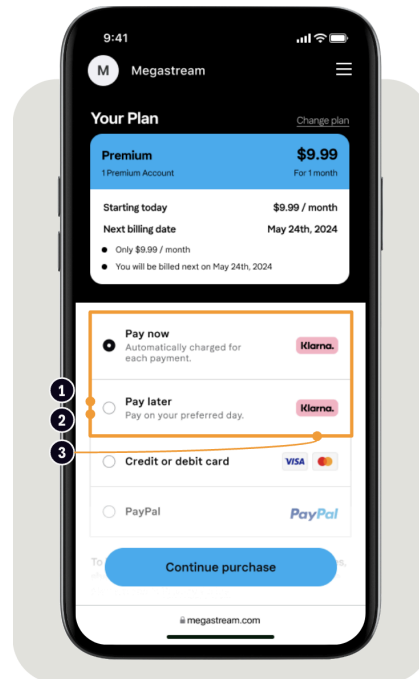 9:41
M Megastream
Your Plan Change plan
Premium $9.99
1 Premium Account For 1 month
Starting today $9.99 / month
Next billing date May 24th, 2024
Only $9.99 / month
You will be billed next on May 24th, 2024
Pay now
Automatically charged for
each payment.
Klarna.
1
Pay later
2
Pay on your preferred day.
Klarna.
3
Credit or debit card VISA
PayPal PayPal
To
Continue purchase
megastream.com